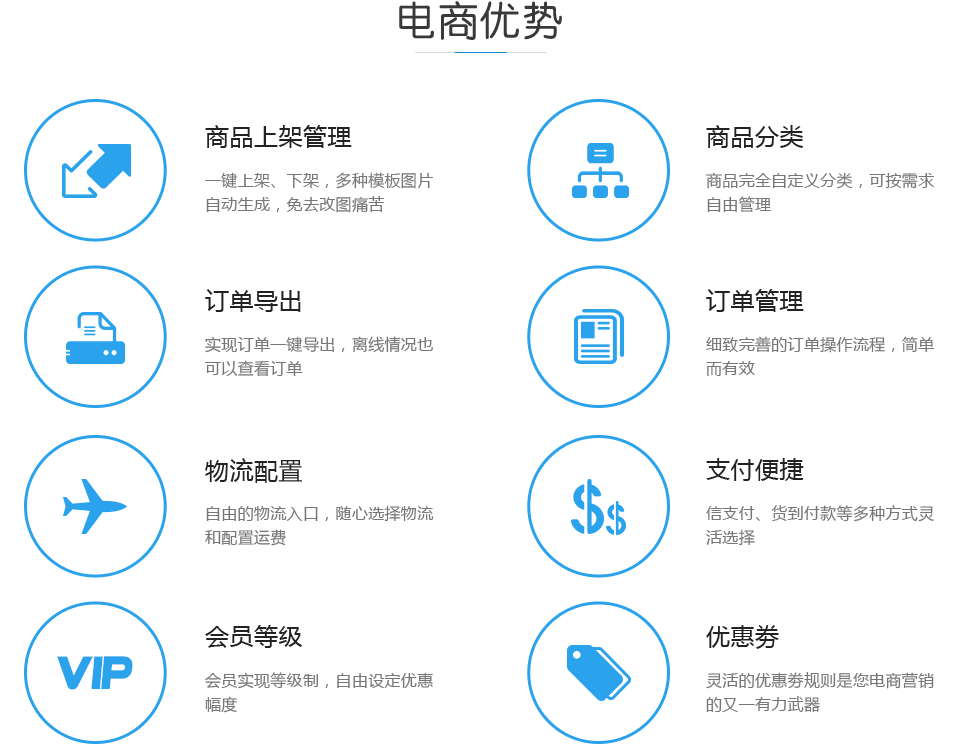 电商优势
商品上架管理
一键上架、下架，多种模板图片
自动生成，免去改图痛苦
商品分类
商品完全自定义分类，可按需求
自由管理
订单导出
实现订单一键导出，离线情况也
可以查看订单
订单管理
细致完善的订单操作流程，简单
而有效
物流配置
自由的物流入口，随心选择物流
和配置运费
支付便捷
信支付、货到付款等多种方式灵
活选择
VIP
会员等级
会员实现等级制，自由设定优惠
幅度
优惠劵
灵活的优惠劵规则是您电商营销
的又一有力武器